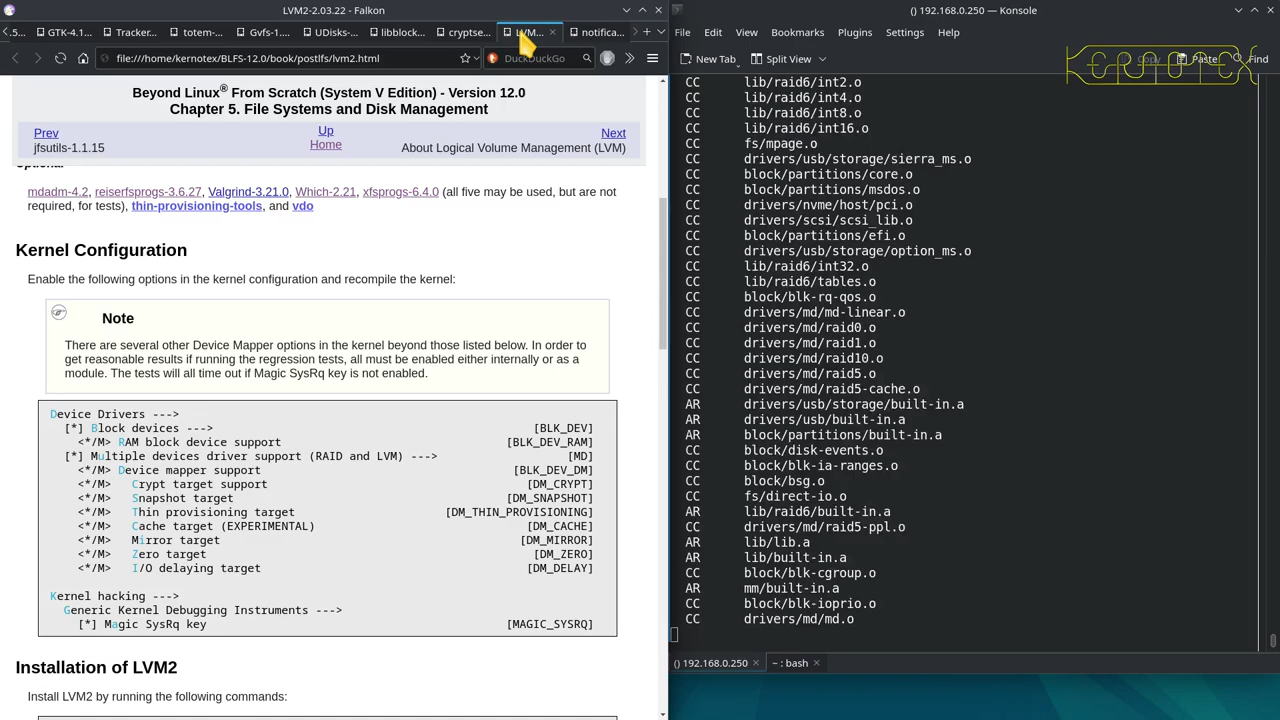 LVM2-2.03.22 - Falkon
.5...
GTK-4.1...
Tracker...
totem-...
Gvfs-1....
UDisks-...
libblock...
cryptse...
LVM...
notifica...
file:///home/kernotex/BLFS-12.0/book/postlfs/lvm2.html
DuckDuckGo
Beyond Linux® From Scratch (System V Edition) - Version 12.0
Chapter 5. File Systems and Disk Management
Prev Up Next
jfsutils-1.1.15 Home About Logical Volume Management (LVM)
Optional
mdadm-4.2, reiserfsprogs-3.6.27, Valgrind-3.21.0, Which-2.21, xfsprogs-6.4.0 (all five may be used, but are not
required, for tests), thin-provisioning-tools, and vdo
Kernel Configuration
Enable the following options in the kernel configuration and recompile the kernel:
Note
There are several other Device Mapper options in the kernel beyond those listed below. In order to
get reasonable results if running the regression tests, all must be enabled either internally or as a
module. The tests will all time out if Magic SysRq key is not enabled.
Device Drivers --->
[*] Block devices ---> [BLK_DEV]
<*/M> RAM block device support [BLK_DEV_RAM]
[*] Multiple devices driver support (RAID and LVM) ---> [MD]
<*/M> Device mapper support [BLK_DEV_DM]
<*/M> Crypt target support [DM_CRYPT]
<*/M> Snapshot target [DM_SNAPSHOT]
<*/M> Thin provisioning target [DM_THIN_PROVISIONING]
<*/M> Cache target (EXPERIMENTAL) [DM_CACHE]
<*/M> Mirror target [DM_MIRROR]
<*/M> Zero target [DM_ZERO]
<*/M> I/O delaying target [DM_DELAY]
Kernel hacking --->
Generic Kernel Debugging Instruments --->
[*] Magic SysRq key [MAGIC_SYSRQ]
Installation of LVM2
Install LVM2 by running the following commands:
() 192.168.0.250 — Konsole
File Edit View Bookmarks Plugins Settings Help
New Tab Split View Copy Paste Find
KERNOTEX
CC lib/raid6/int2.o
CC lib/raid6/int4.o
CC lib/raid6/int8.o
CC lib/raid6/int16.o
CC fs/mpage.o
CC drivers/usb/storage/sierra_ms.o
CC block/partitions/core.o
CC block/partitions/msdos.o
CC drivers/nvme/host/pci.o
CC drivers/scsi/scsi_lib.o
CC block/partitions/efi.o
CC drivers/usb/storage/option_ms.o
CC lib/raid6/int32.o
CC lib/raid6/tables.o
CC block/blk-rq-qos.o
CC drivers/md/md-linear.o
CC drivers/md/raid0.o
CC drivers/md/raid1.o
CC drivers/md/raid10.o
CC drivers/md/raid5.o
CC drivers/md/raid5-cache.o
AR drivers/usb/storage/built-in.a
AR drivers/usb/built-in.a
AR block/partitions/built-in.a
CC block/disk-events.o
CC block/blk-ia-ranges.o
CC block/bsg.o
CC fs/direct-io.o
AR lib/raid6/built-in.a
CC drivers/md/raid5-ppl.o
AR lib/lib.a
AR lib/built-in.a
CC block/blk-cgroup.o
AR mm/built-in.a
CC block/blk-ioprio.o
CC drivers/md/md.o
() 192.168.0.250
~ : bash